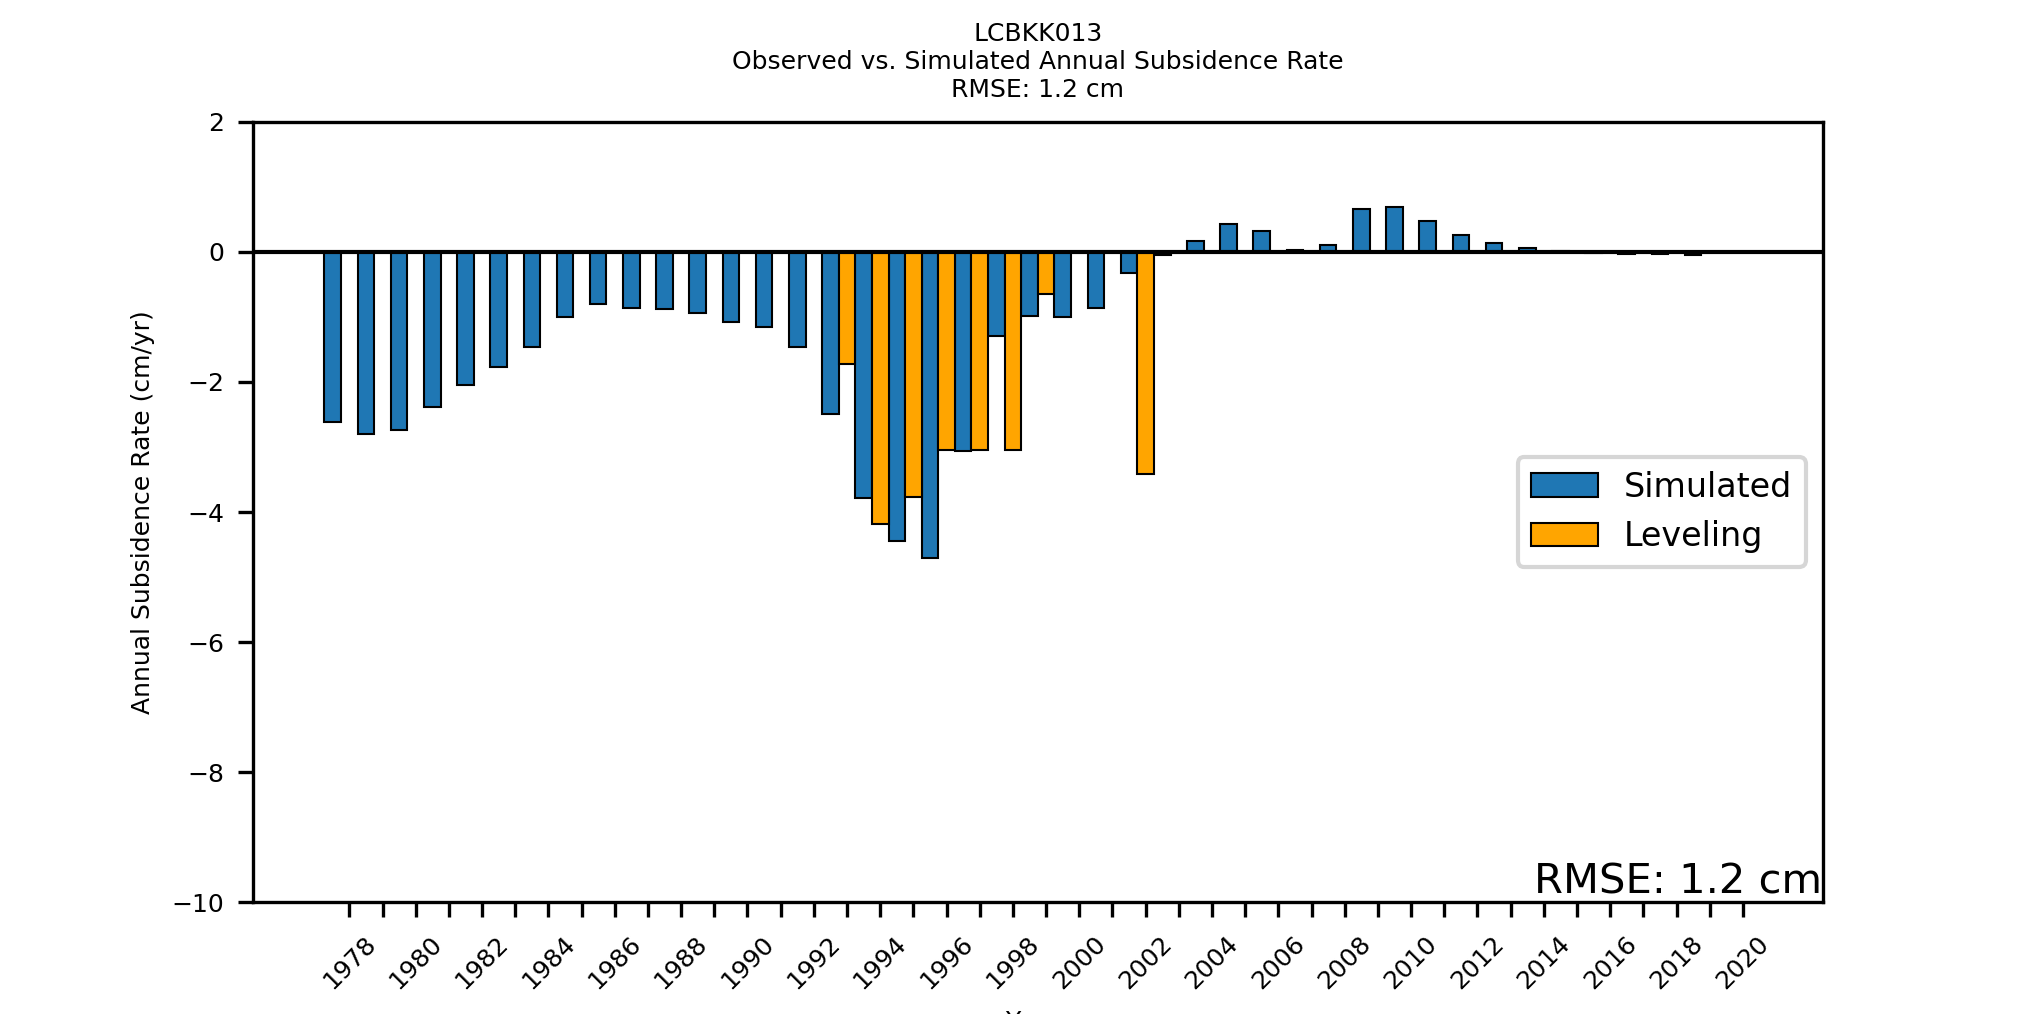 LCBKK013
Observed vs. Simulated Annual Subsidence Rate
RMSE: 1.2 cm
Annual Subsidence Rate (cm/yr)
2
0
−2
−4
−6
−8
−10
Simulated
Leveling
RMSE: 1.2 cm
1978 1980 1982 1984 1986 1988 1990 1992 1994 1996 1998 2000 2002 2004 2006 2008 2010 2012 2014 2016 2018 2020